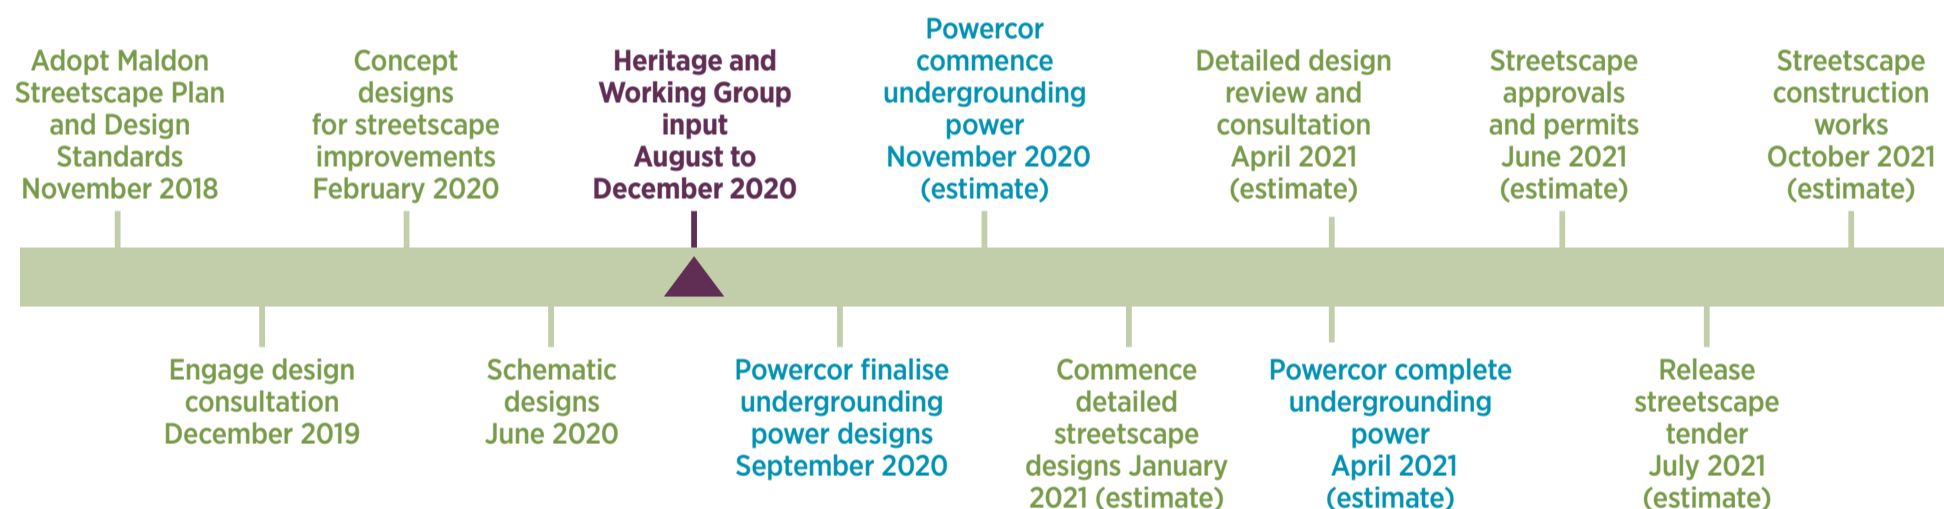 Adopt Maldon
Streetscape Plan
and Design
Standards
November 2018
Engage design
consultation
December 2019
Concept
designs
for streetscape
improvements
February 2020
Schematic
designs
June 2020
Heritage and
Working Group
input
August to
December 2020
Powercor finalise
undergrounding
power designs
September 2020
Powercor
commence
undergrounding
power
November 2020
(estimate)
Commence
detailed
streetscape
designs January
2021 (estimate)
Detailed design
review and
consultation
April 2021
(estimate)
Powercor complete
undergrounding
power
April 2021
(estimate)
Streetscape
approvals
and permits
June 2021
(estimate)
Release
streetscape
tender
July 2021
(estimate)
Streetscape
construction
works
October 2021
(estimate)